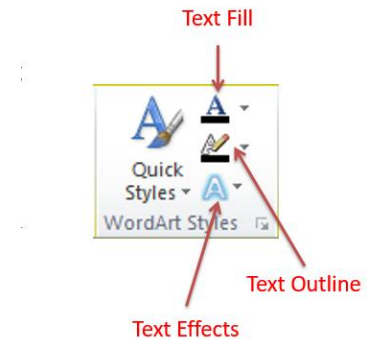 Text Fill
Quick
Styles
WordArt Styles
Text Outline
Text Effects